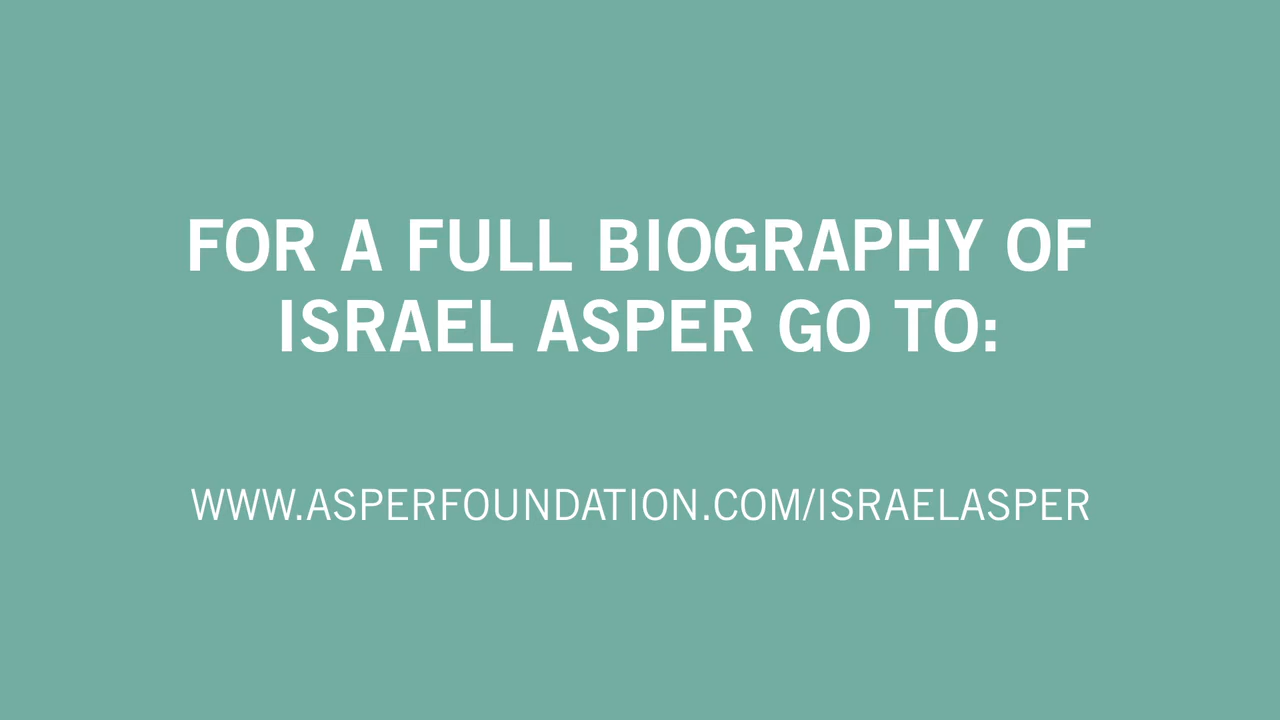 FOR A FULL BIOGRAPHY OF
ISRAEL ASPER GO TO:
WWW.ASPERFOUNDATION.COM/ISRAELASPER